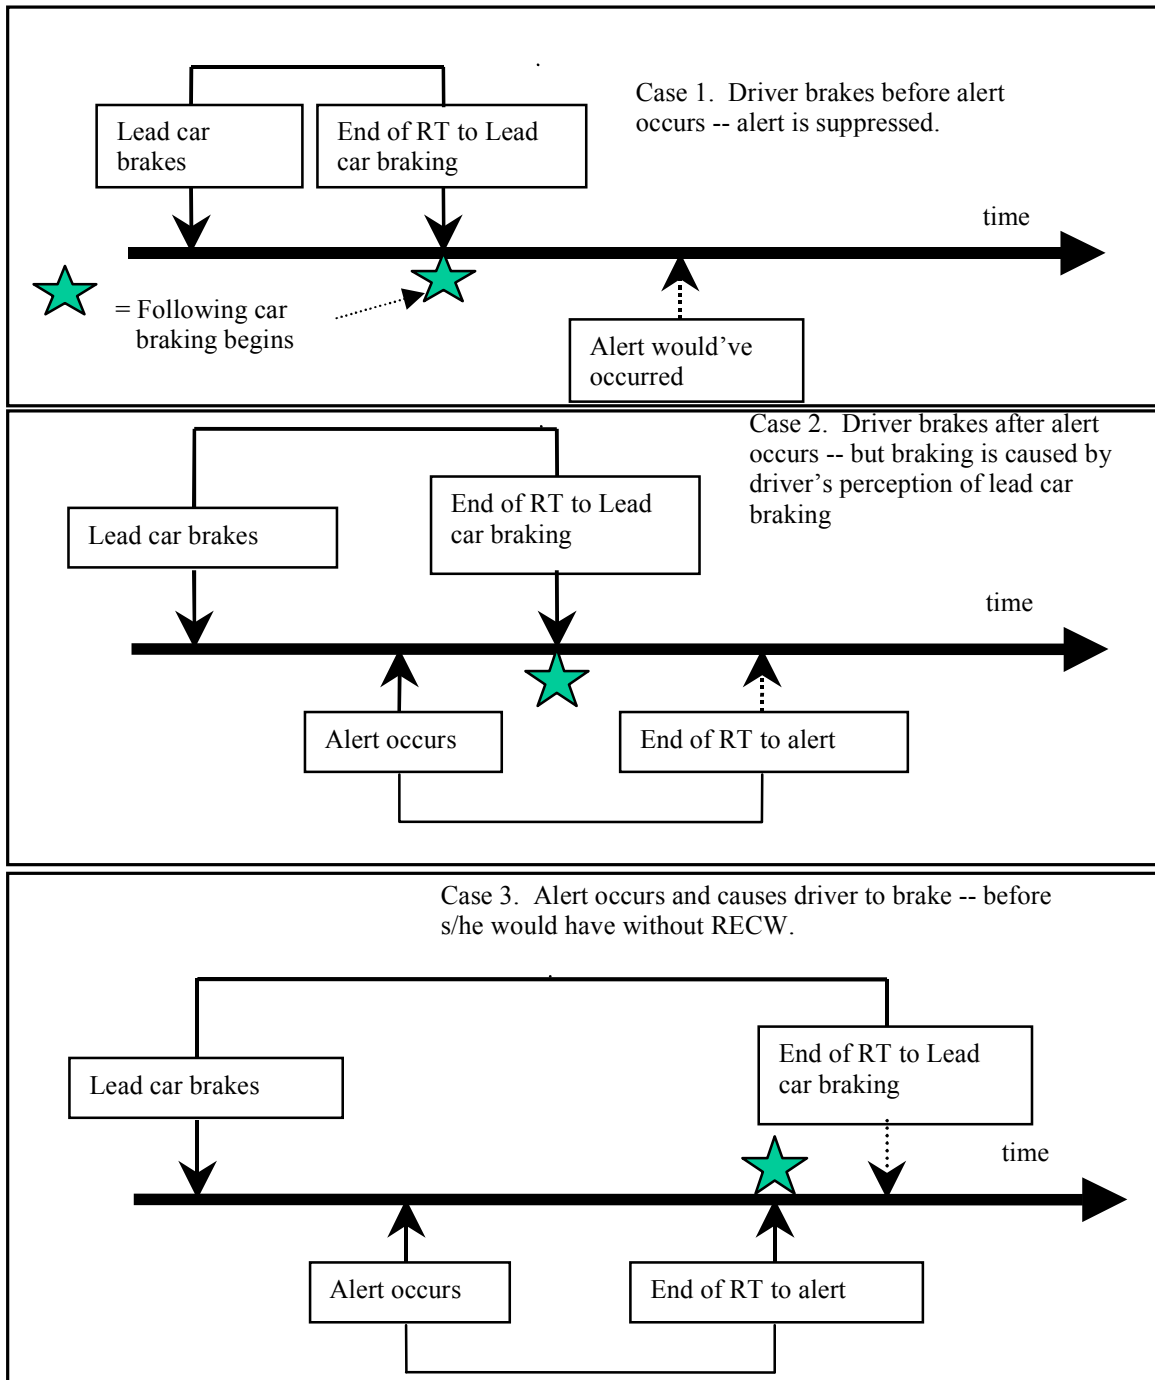 Case 1.  Driver brakes before alert
occurs -- alert is suppressed.
Lead car
brakes
End of RT to Lead
car braking
time
= Following car
braking begins
Alert would've
occurred
Case 2.  Driver brakes after alert
occurs -- but braking is caused by
driver's perception of lead car
braking
End of RT to Lead
car braking
Lead car brakes
time
Alert occurs
End of RT to alert
Case 3.  Alert occurs and causes driver to brake -- before
s/he would have without RECW.
End of RT to Lead
car braking
Lead car brakes
time
Alert occurs
End of RT to alert